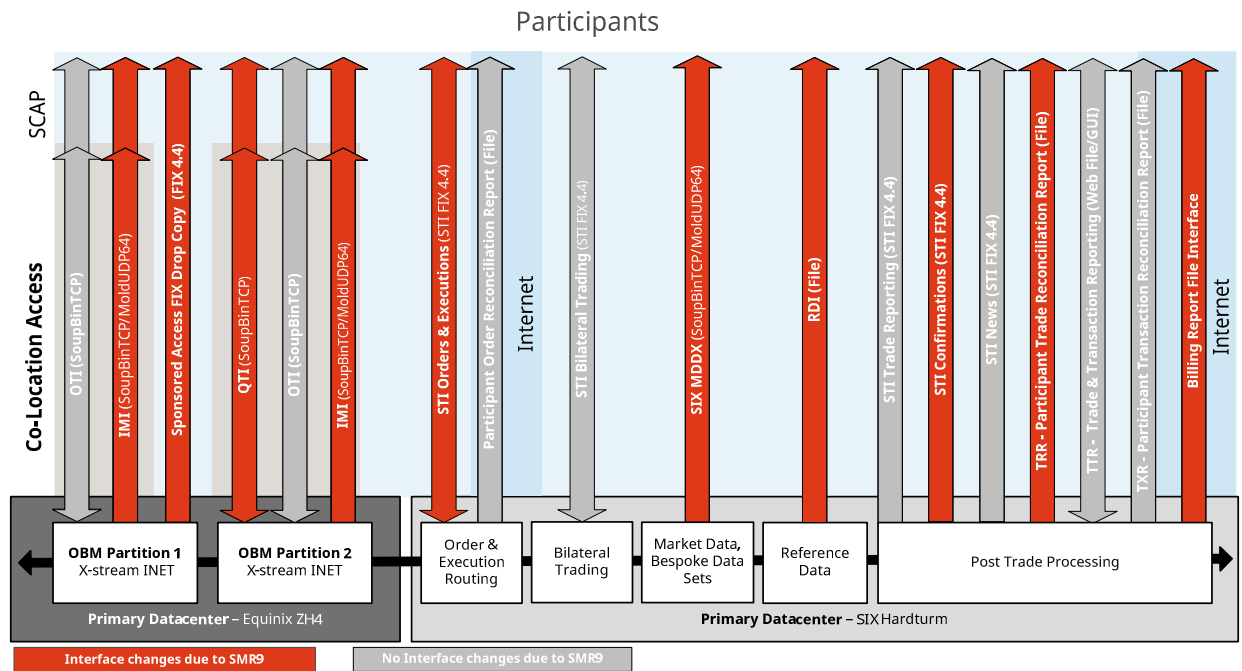 Participants
SCAP
Co-Location Access
OTI (SoupBinTCP)
IMI (SoupBinTCP/MoldUDP64)
Sponsored Access FIX Drop Copy (FIX 4.4)
QTI (SoupBinTCP)
OTI (SoupBinTCP)
IMI (SoupBinTCP/MoldUDP64)
STI Orders & Executions (STI FIX 4.4)
Participant Order Reconciliation Report (File)
Internet
STI Bilateral Trading (STI FIX 4.4)
SIX MDDX (SoupBinTCP/MoldUDP64)
RDI (File)
STI Trade Reporting (STI FIX 4.4)
STI Confirmations (STI FIX 4.4)
STI News (STI FIX 4.4)
TRR - Participant Trade Reconciliation Report (File)
TTR - Trade & Transaction Reporting (Web File/GUI)
TXR - Participant Transaction Reconciliation Report (File)
Billing Report File Interface
Internet
OBM Partition 1
X-stream INET
OBM Partition 2
X-stream INET
Order &
Execution
Routing
Bilateral
Trading
Market Data,
Bespoke Data
Sets
Reference
Data
Post Trade Processing
Primary Datacenter – Equinix ZH4
Primary Datacenter – SIX Hardturm
Interface changes due to SMR9
No Interface changes due to SMR9